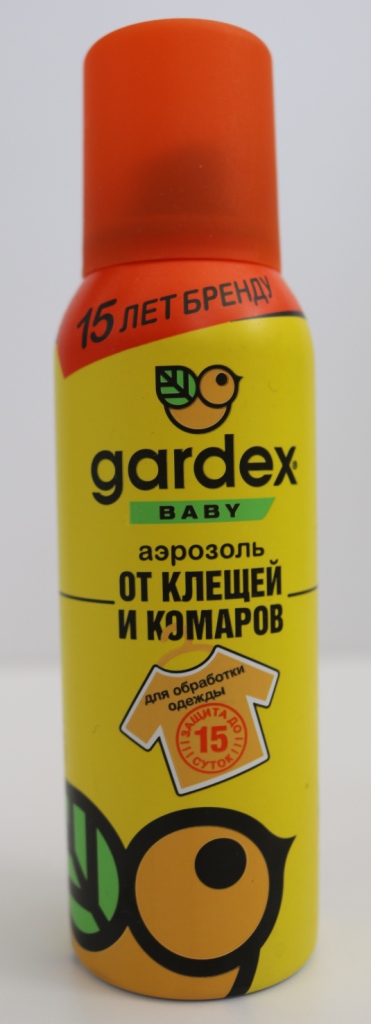 15 ЛЕТ БРЕНДУ
gardex
BABY
аэрозоль
ОТ КЛЕЩЕЙ
И КОМАРОВ
для обработки
одежды
ЗАЩИТА ДО
15
СУТОК